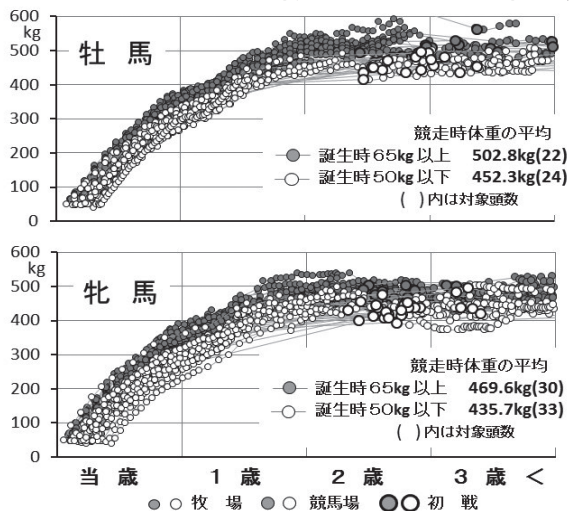 600
kg
500
400
300
200
100
0
牡 馬
競走時体重の平均
誕生時65kg以上 502.8kg(22)
誕生時50kg以下 452.3kg(24)
( )内は対象頭数
600
kg
500
400
300
200
100
0
牝 馬
競走時体重の平均
誕生時65kg以上 469.6kg(30)
誕生時50kg以下 435.7kg(33)
( )内は対象頭数
当 歳 1 歳 2 歳 3 歳 <
牧 場 競馬場 初 戦